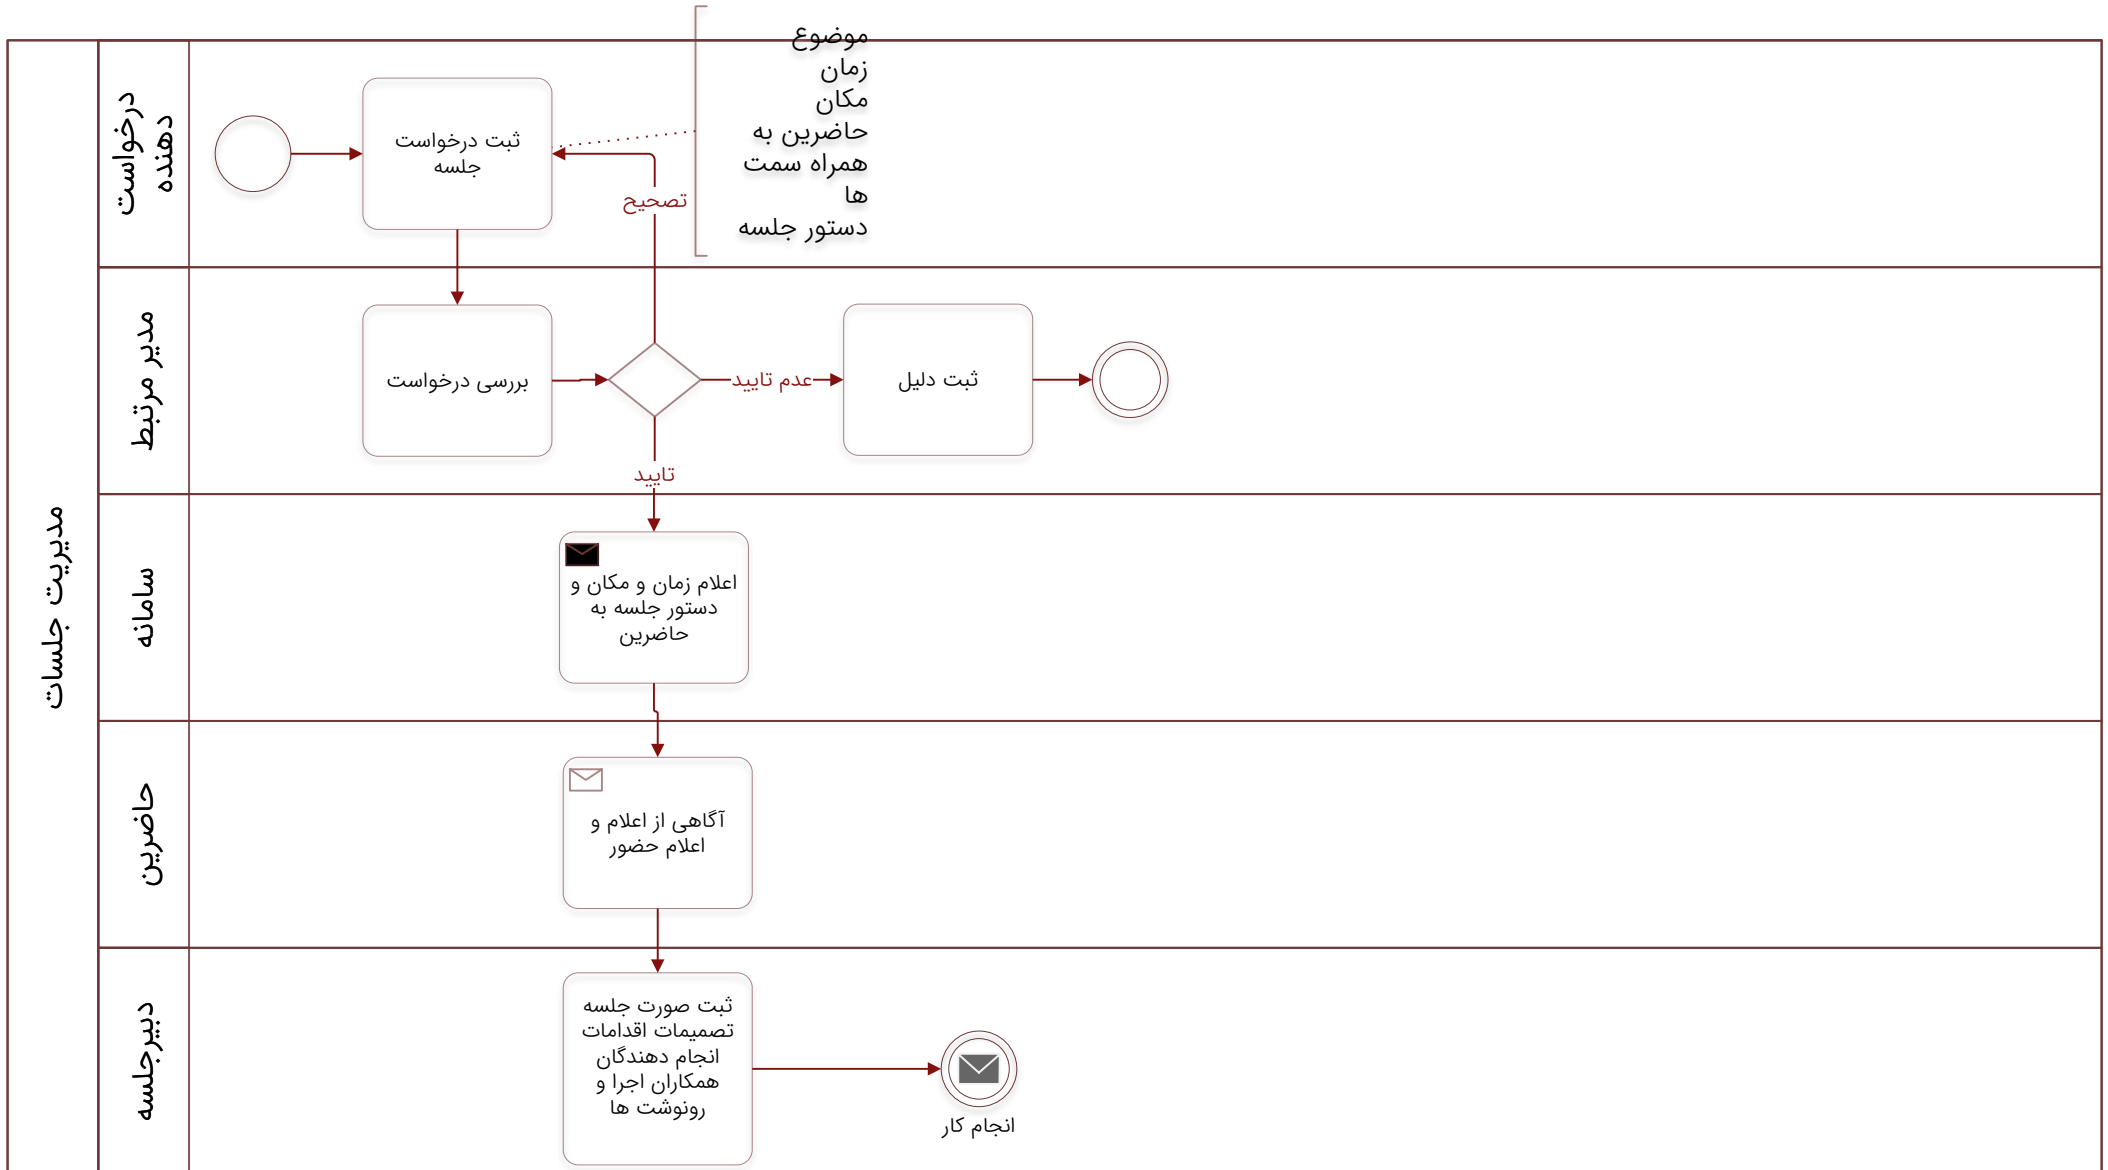 مدیریت جلسات
درخواست
دهنده
ثبت درخواست
جلسه
تصحیح
موضوع
زمان
مکان
حاضرین به
همراه سمت
ها
دستور جلسه
مدیر مرتبط
بررسی درخواست
عدم تایید
ثبت دلیل
تایید
سامانه
اعلام زمان و مکان و
دستور جلسه به
حاضرین
حاضرین
آگاهی از اعلام و
اعلام حضور
دبیرجلسه
ثبت صورت جلسه
تصمیمات اقدامات
انجام دهندگان
همکاران اجرا و
رونوشت ها
انجام کار